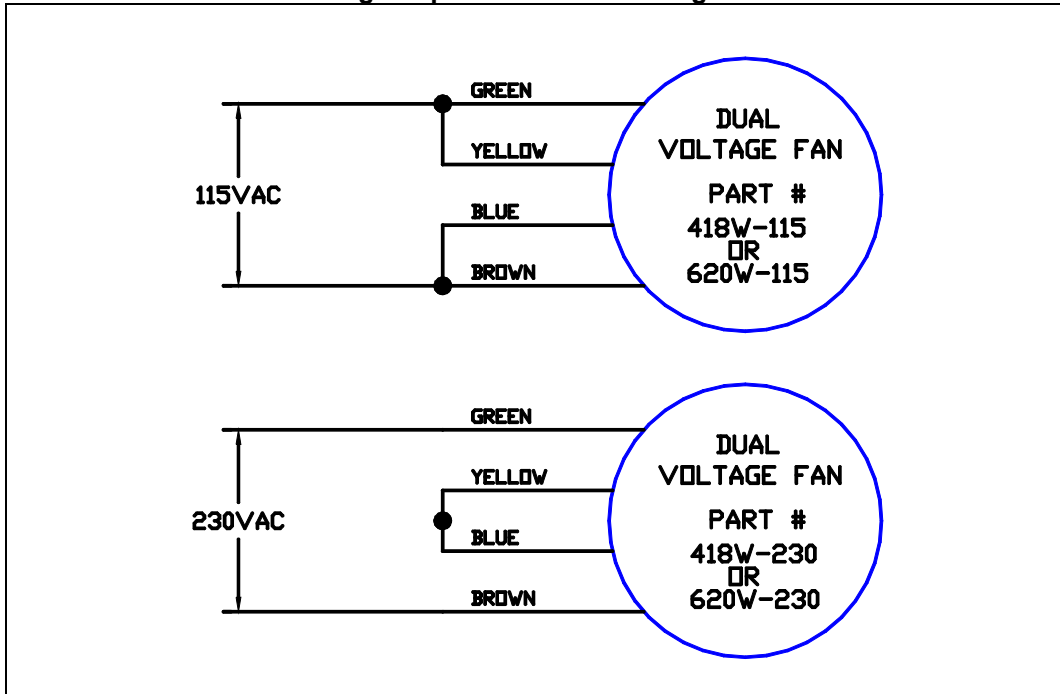 GREEN
YELLOW
BLUE
BROWN
115VAC
DUAL
VOLTAGE FAN
PART #
418W-115
OR
620W-115
GREEN
YELLOW
BLUE
BROWN
230VAC
DUAL
VOLTAGE FAN
PART #
418W-230
OR
620W-230